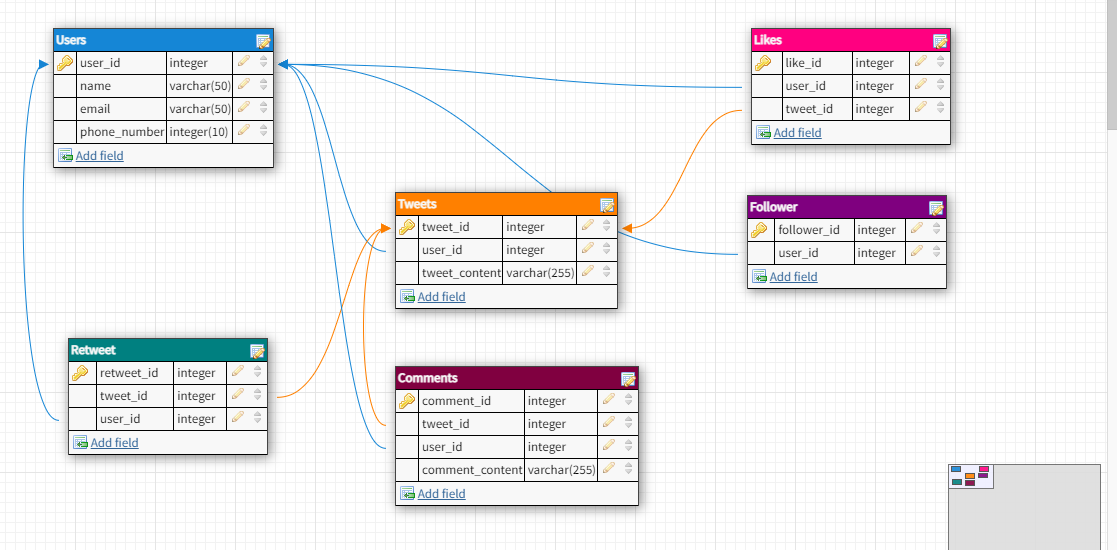 Users
user_id integer
name varchar(50)
email varchar(50)
phone_number integer(10)
Add field
Likes
like_id integer
user_id integer
tweet_id integer
Add field
Tweets
tweet_id integer
user_id integer
tweet_content varchar(255)
Add field
Follower
follower_id integer
user_id integer
Add field
Retweet
retweet_id integer
tweet_id integer
user_id integer
Add field
Comments
comment_id integer
tweet_id integer
user_id integer
comment_content varchar(255)
Add field